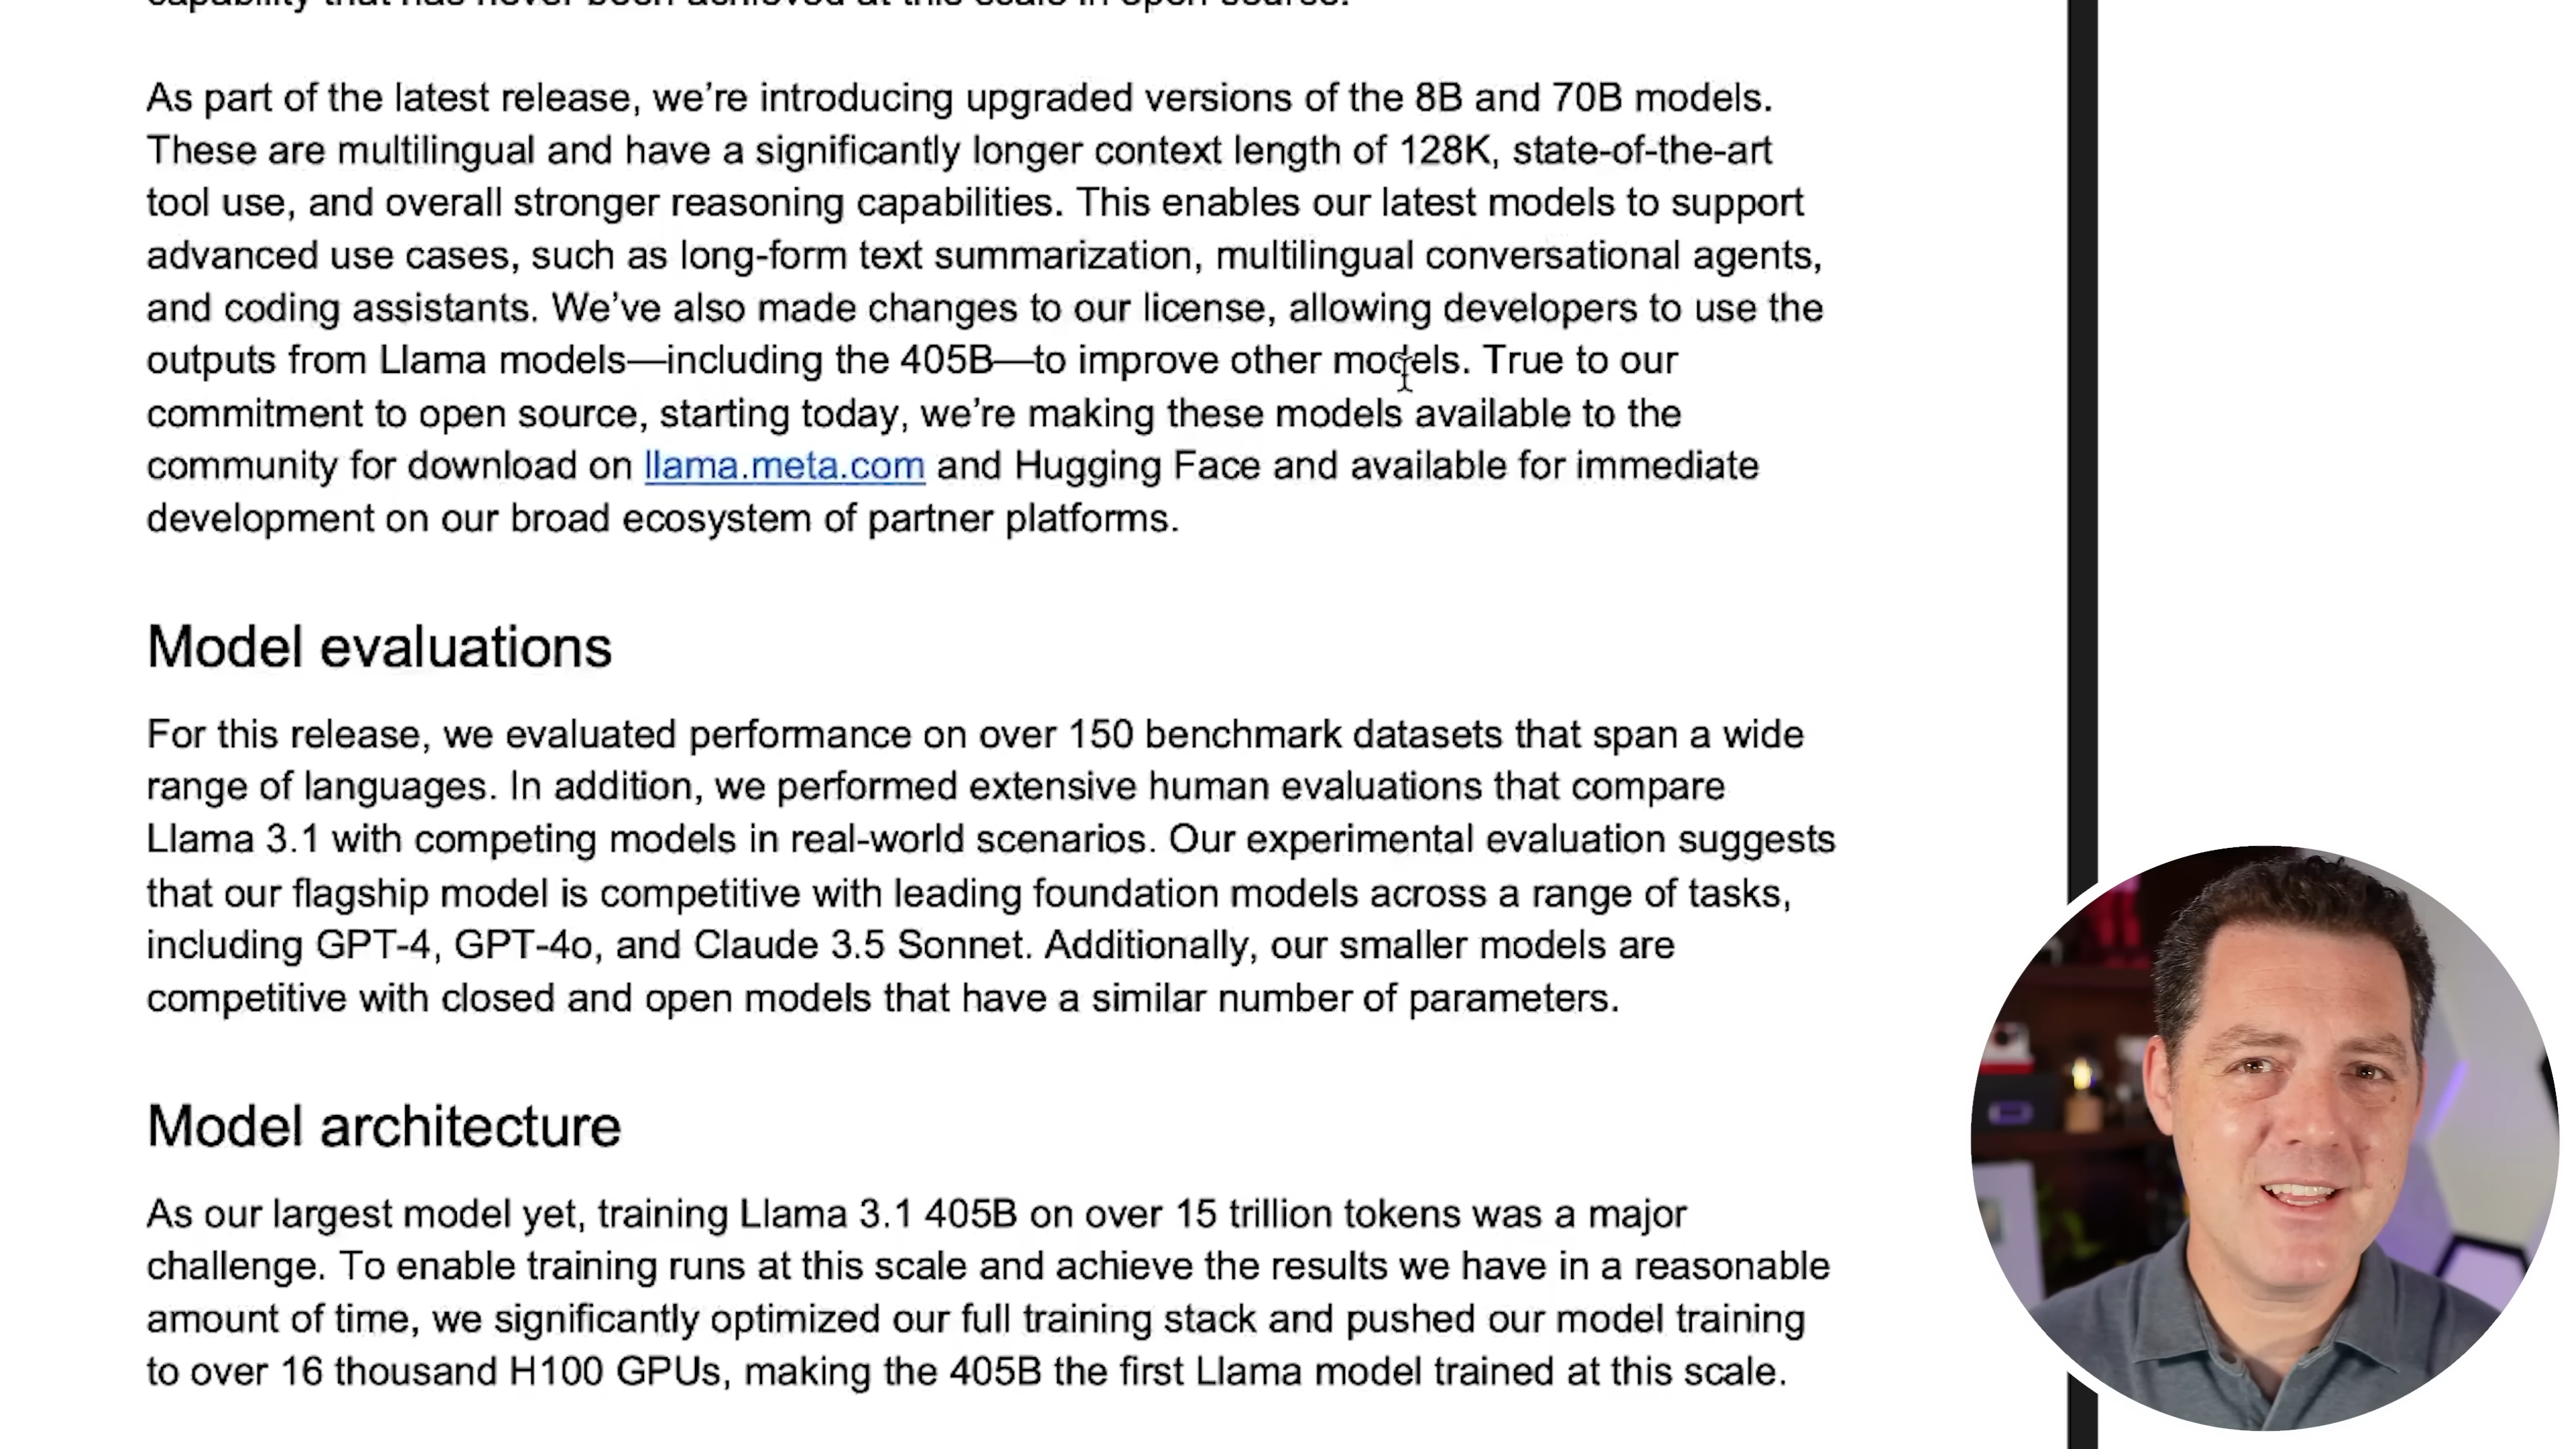 capability that has never been achieved at this scale in open source.
As part of the latest release, we’re introducing upgraded versions of the 8B and 70B models.
These are multilingual and have a significantly longer context length of 128K, state-of-the-art
tool use, and overall stronger reasoning capabilities. This enables our latest models to support
advanced use cases, such as long-form text summarization, multilingual conversational agents,
and coding assistants. We’ve also made changes to our license, allowing developers to use the
outputs from Llama models—including the 405B—to improve other models. True to our
commitment to open source, starting today, we’re making these models available to the
community for download on llama.meta.com and Hugging Face and available for immediate
development on our broad ecosystem of partner platforms.
Model evaluations
For this release, we evaluated performance on over 150 benchmark datasets that span a wide
range of languages. In addition, we performed extensive human evaluations that compare
Llama 3.1 with competing models in real-world scenarios. Our experimental evaluation suggests
that our flagship model is competitive with leading foundation models across a range of tasks,
including GPT-4, GPT-4o, and Claude 3.5 Sonnet. Additionally, our smaller models are
competitive with closed and open models that have a similar number of parameters.
Model architecture
As our largest model yet, training Llama 3.1 405B on over 15 trillion tokens was a major
challenge. To enable training runs at this scale and achieve the results we have in a reasonable
amount of time, we significantly optimized our full training stack and pushed our model training
to over 16 thousand H100 GPUs, making the 405B the first Llama model trained at this scale.